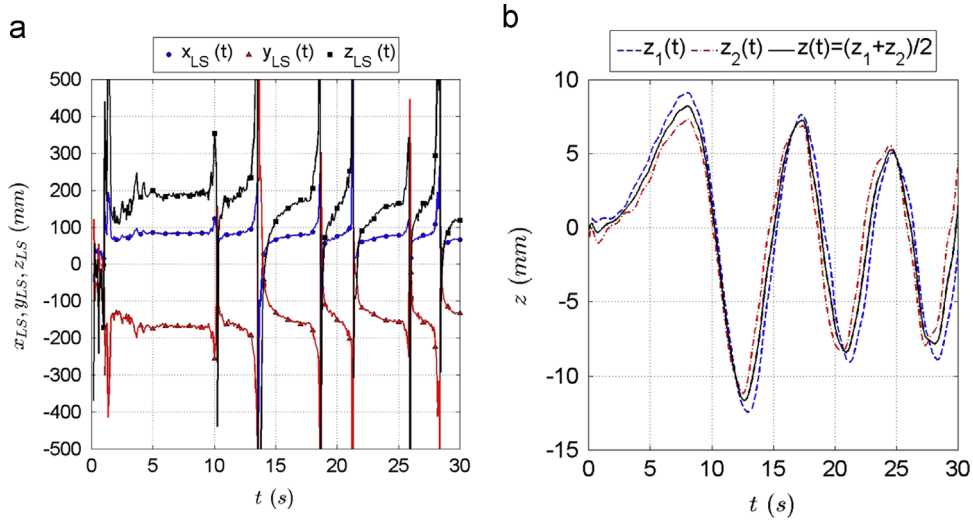 a
x_LS (t) y_LS (t) z_LS (t)
500
400
300
200
100
0
-100
-200
-300
-400
-500
x_LS, y_LS, z_LS (mm)
0 5 10 15 20 25 30
t (s)
b
z_1(t) z_2(t) z(t)=(z_1+z_2)/2
10
5
0
-5
-10
-15
z (mm)
0 5 10 15 20 25 30
t (s)